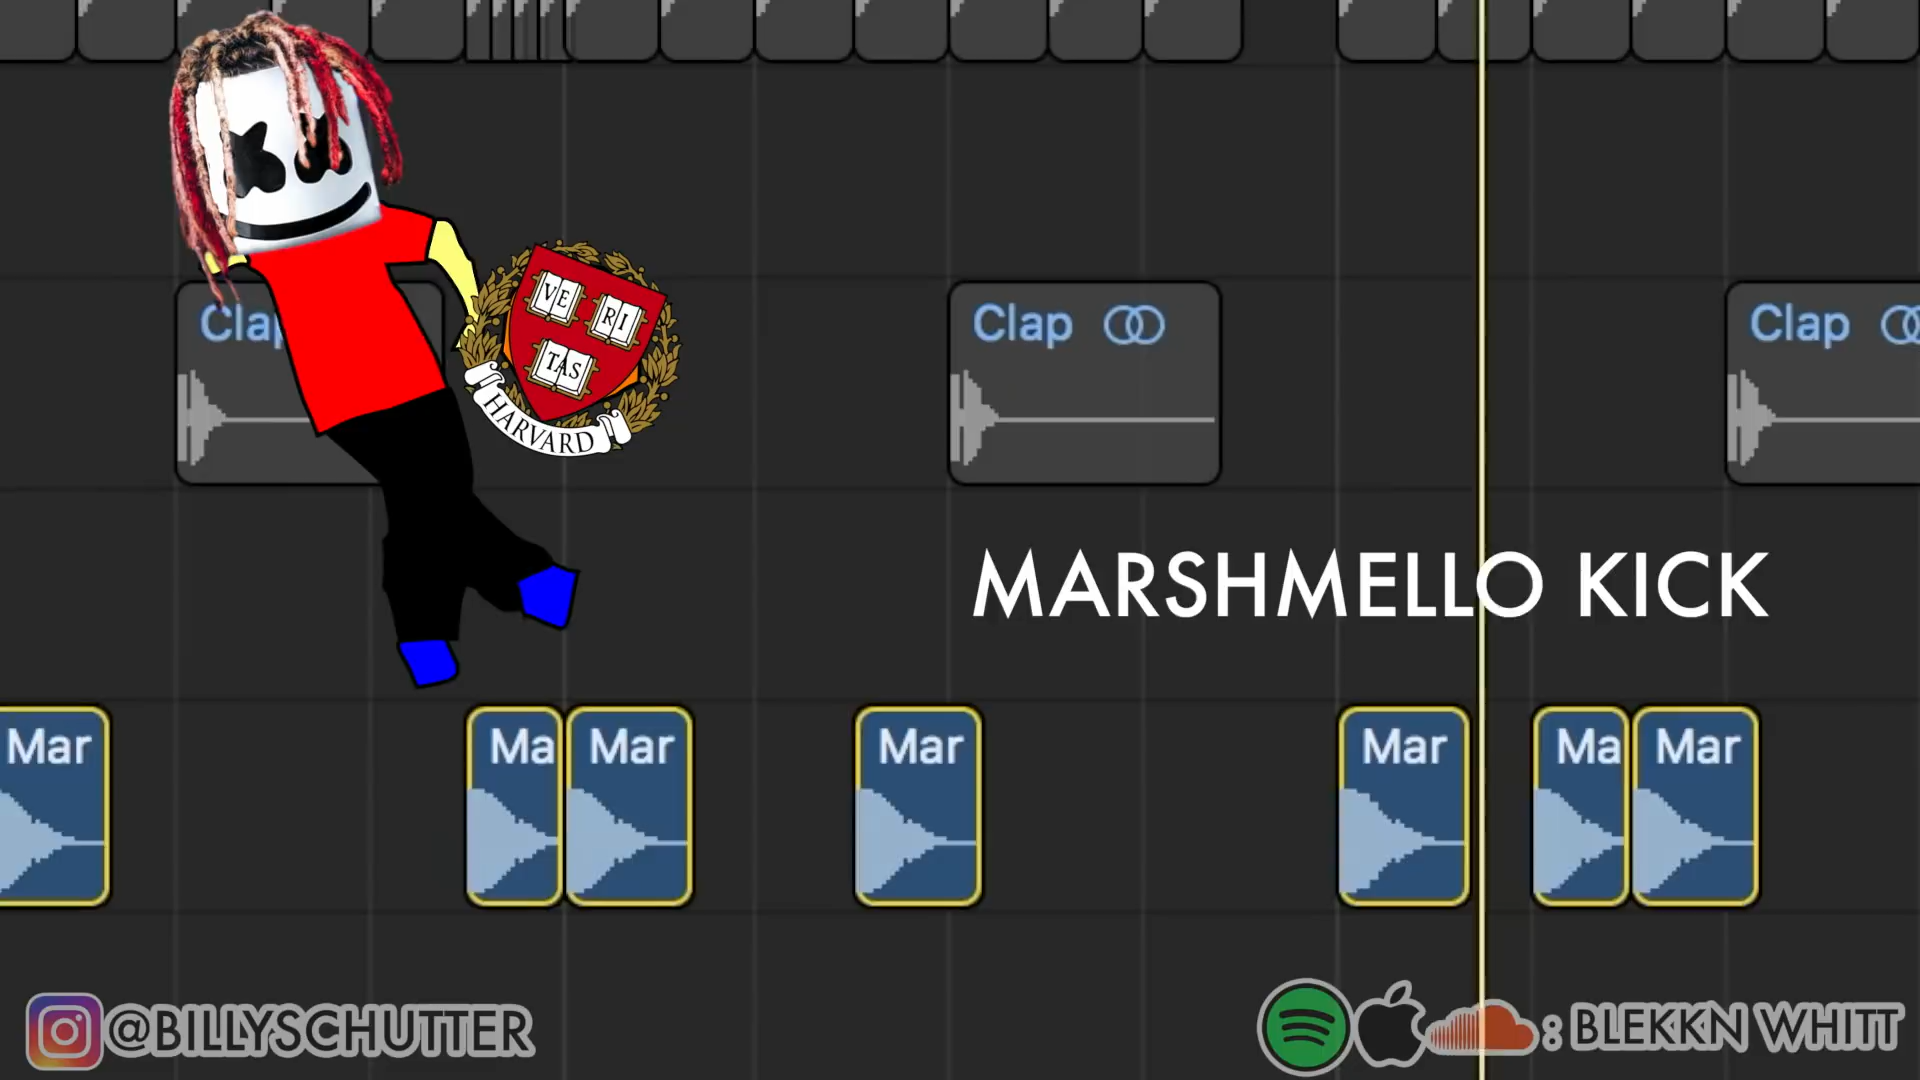 VE
RI
TAS
HARVARD
Clap
Clap
Clap
MARSHMELLO KICK
Mar
Ma
Mar
Mar
Mar
Ma
Mar
@BILLYSCHUTTER
: BLEKKN WHITT